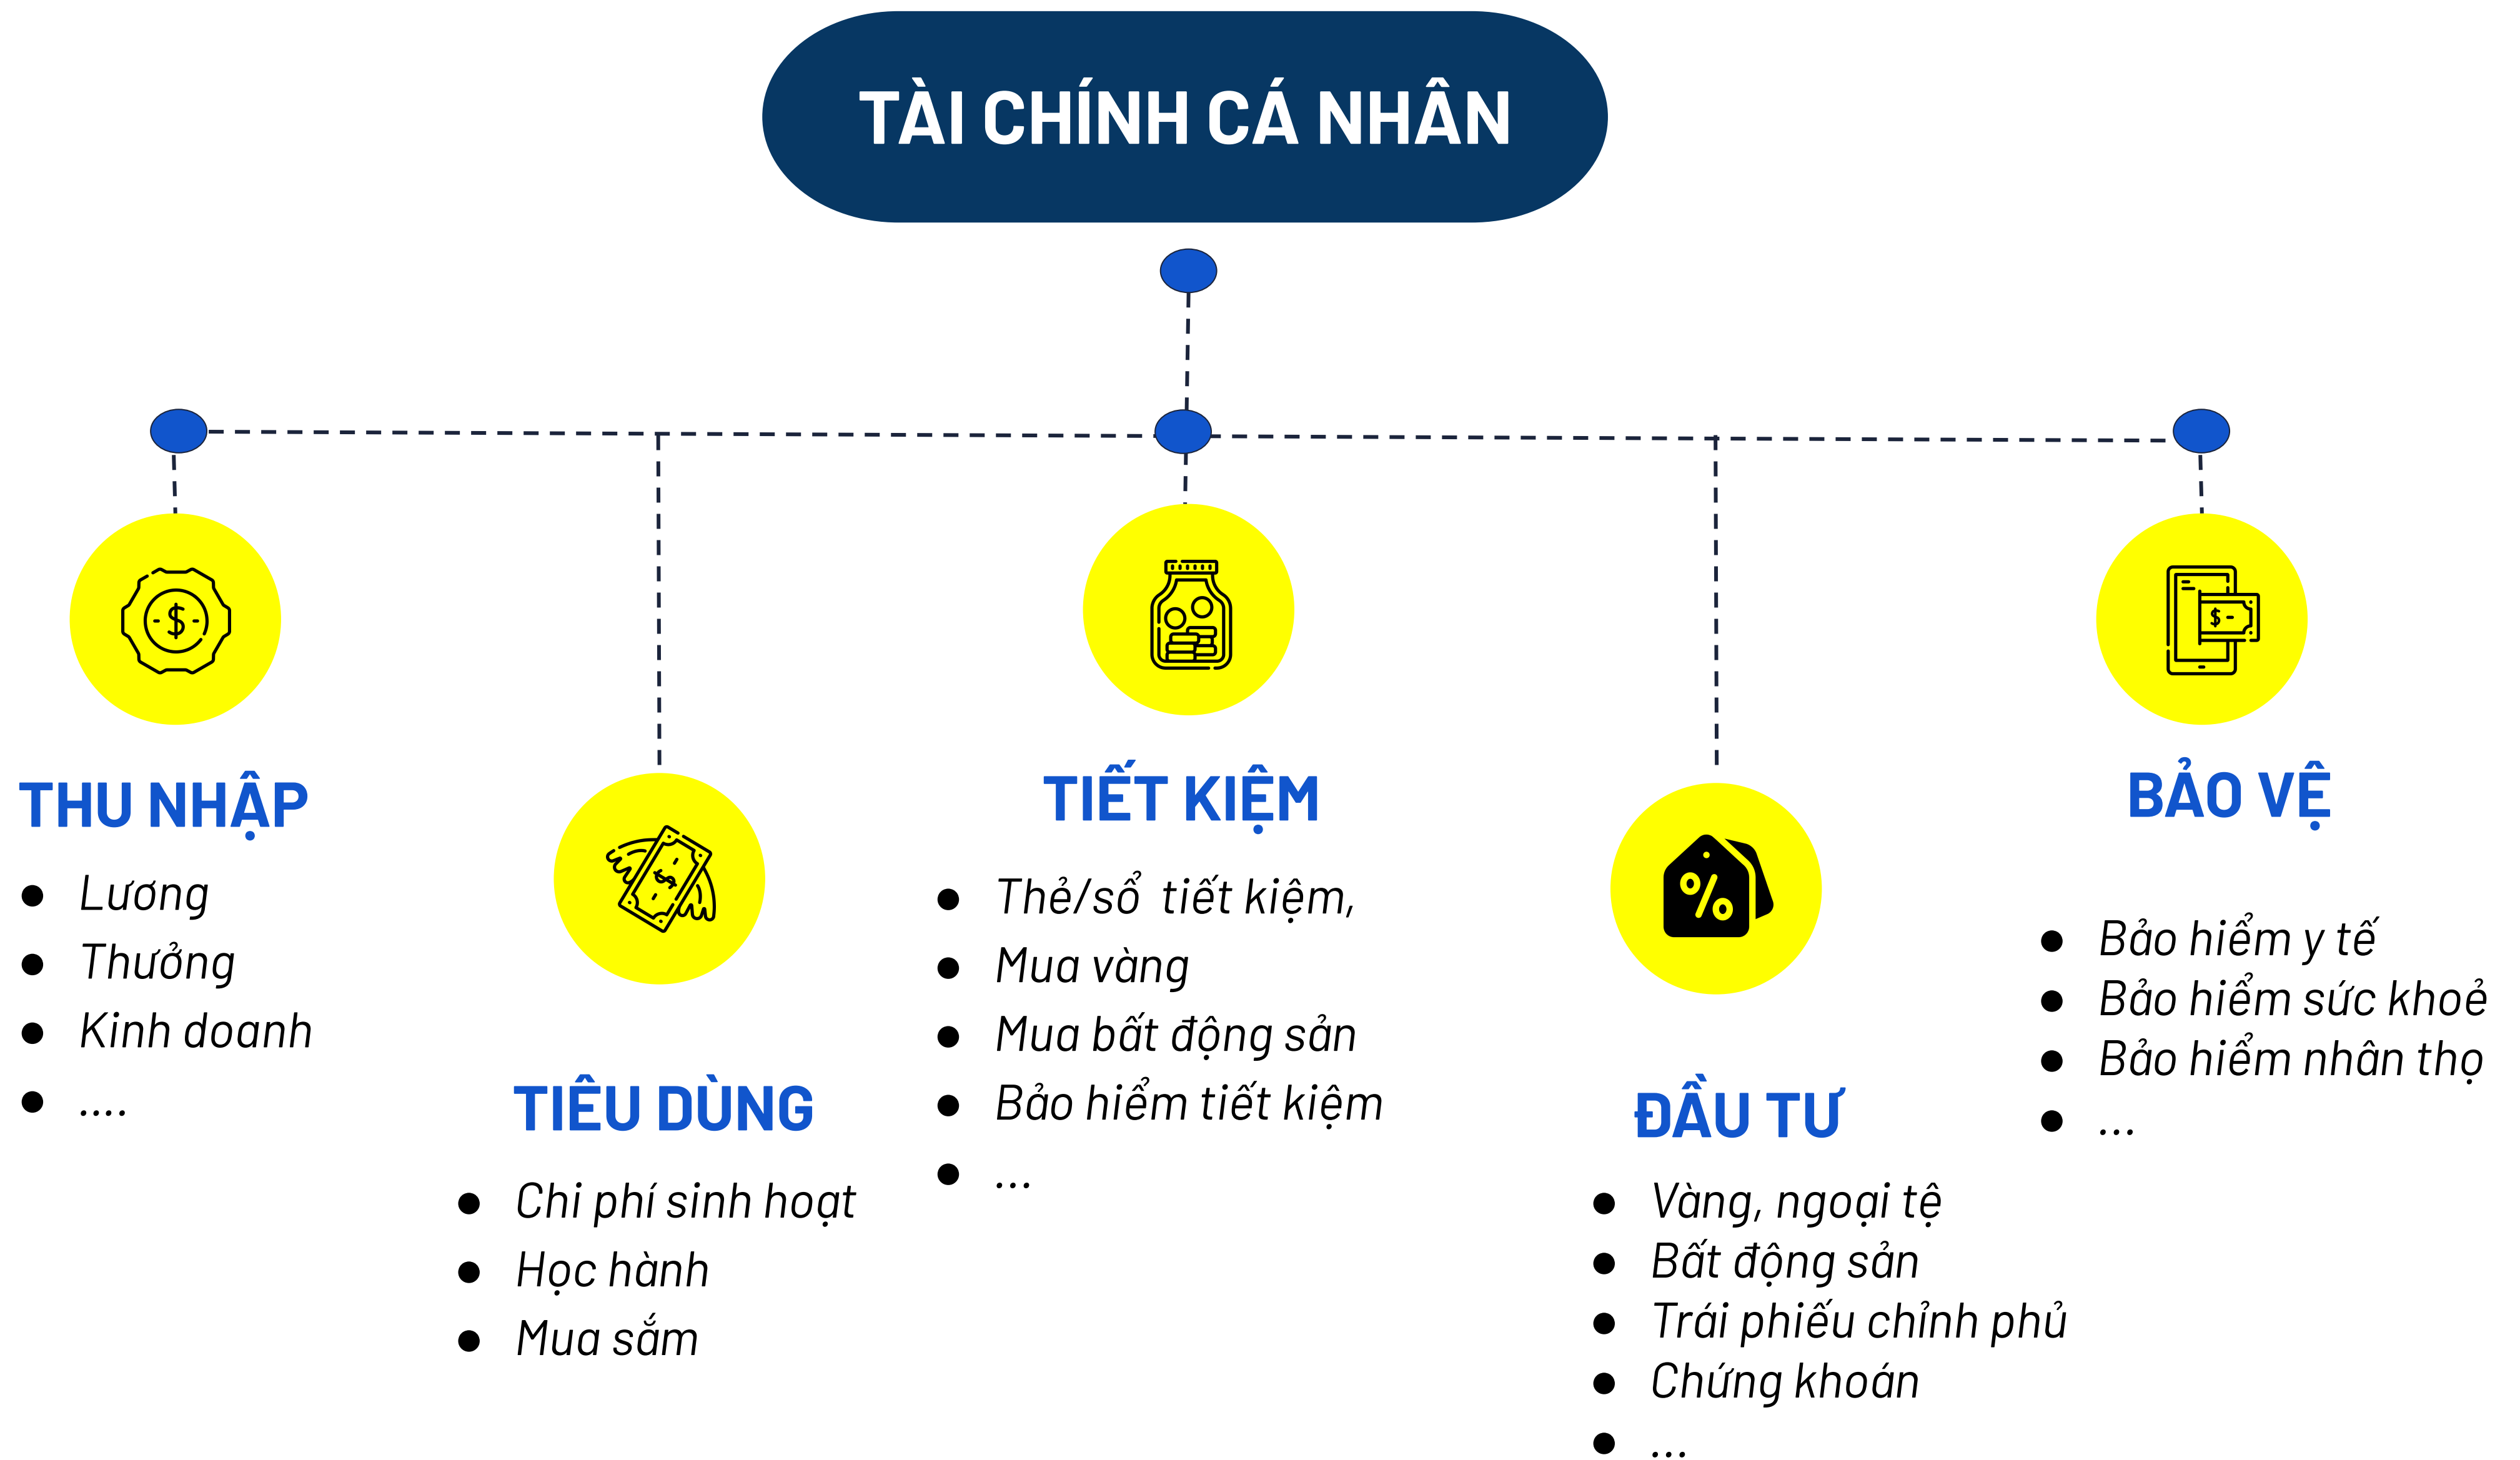 TÀI CHÍNH CÁ NHÂN
THU NHẬP
● Lương
● Thưởng
● Kinh doanh
● ....
TIÊU DÙNG
● Chi phí sinh hoạt
● Học hành
● Mua sắm
TIẾT KIỆM
● Thẻ/sổ tiết kiệm,
● Mua vàng
● Mua bất động sản
● Bảo hiểm tiết kiệm
● ...
ĐẦU TƯ
● Vàng, ngoại tệ
● Bất động sản
● Trái phiếu chỉnh phủ
● Chứng khoán
● ...
BẢO VỆ
● Bảo hiểm y tế
● Bảo hiểm sức khoẻ
● Bảo hiểm nhân thọ
● ...